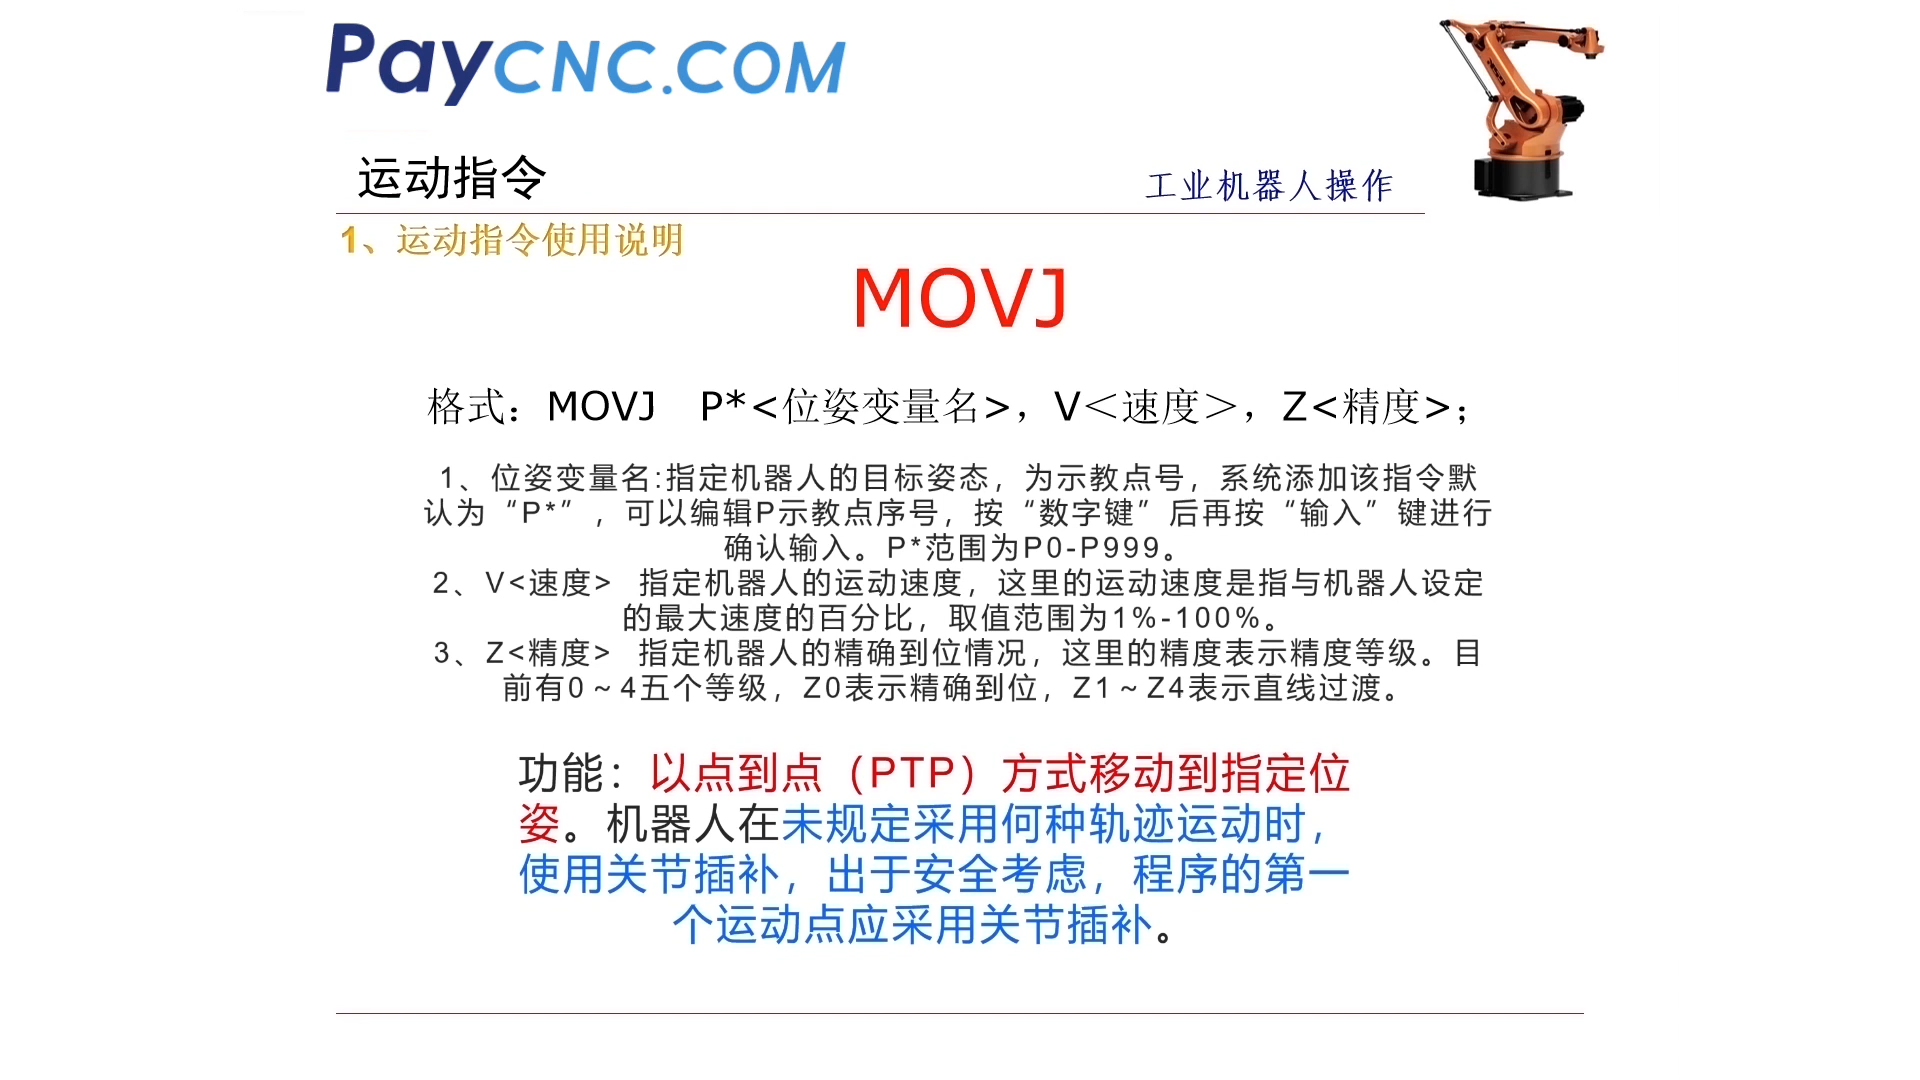 PayCNC.COM
运动指令
工业机器人操作
1、运动指令使用说明
MOVJ
格式：MOVJ P*<位姿变量名>，V＜速度＞，Z<精度>；
1、位姿变量名:指定机器人的目标姿态，为示教点号，系统添加该指令默
认为“P*”，可以编辑P示教点序号，按“数字键”后再按“输入”键进行
确认输入。P*范围为P0-P999。
2、V<速度> 指定机器人的运动速度，这里的运动速度是指与机器人设定
的最大速度的百分比，取值范围为1%-100%。
3、Z<精度> 指定机器人的精确到位情况，这里的精度表示精度等级。目
前有0～4五个等级，Z0表示精确到位，Z1～Z4表示直线过渡。
功能：以点到点（PTP）方式移动到指定位
姿。机器人在未规定采用何种轨迹运动时，
使用关节插补，出于安全考虑，程序的第一
个运动点应采用关节插补。